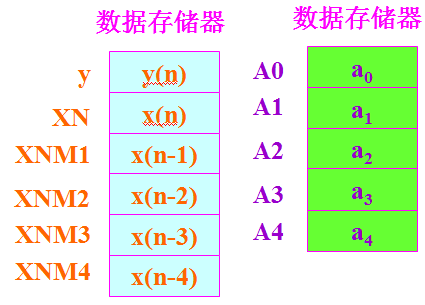 数据存储器
y y(n)
XN x(n)
XNM1 x(n-1)
XNM2 x(n-2)
XNM3 x(n-3)
XNM4 x(n-4)
数据存储器
A0 a0
A1 a1
A2 a2
A3 a3
A4 a4